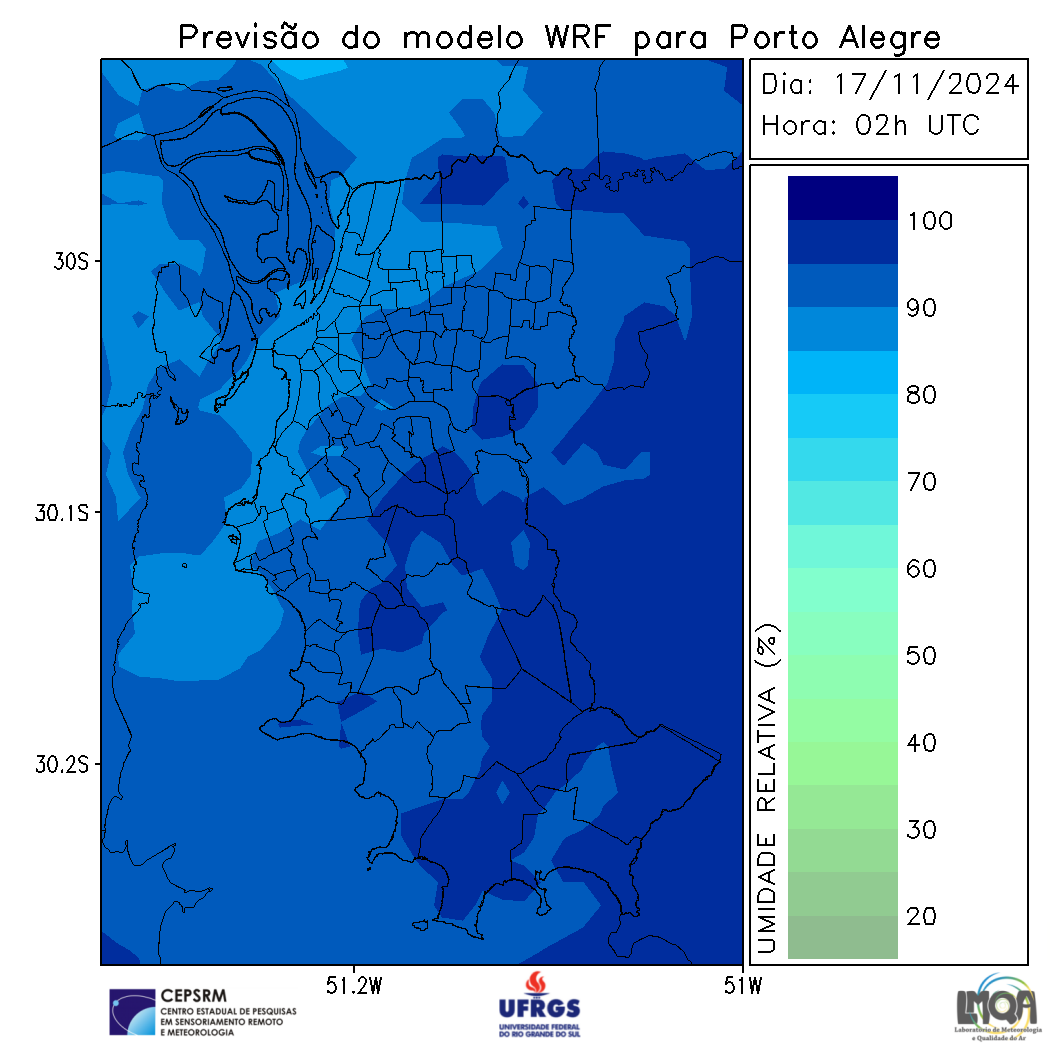 Previsão do modelo WRF para Porto Alegre
Dia: 17/11/2024
Hora: 02h UTC
100
90
80
70
60
50
40
30
20
UMIDADE RELATIVA (%)
30S
30.1S
30.2S
51.2W
51W
CEPSRM
CENTRO ESTADUAL DE PESQUISAS
EM SENSORIAMENTO REMOTO
E METEOROLOGIA
UFRGS
UNIVERSIDADE FEDERAL
DO RIO GRANDE DO SUL
LMQA
Laboratório de Meteorologia
e Qualidade do Ar